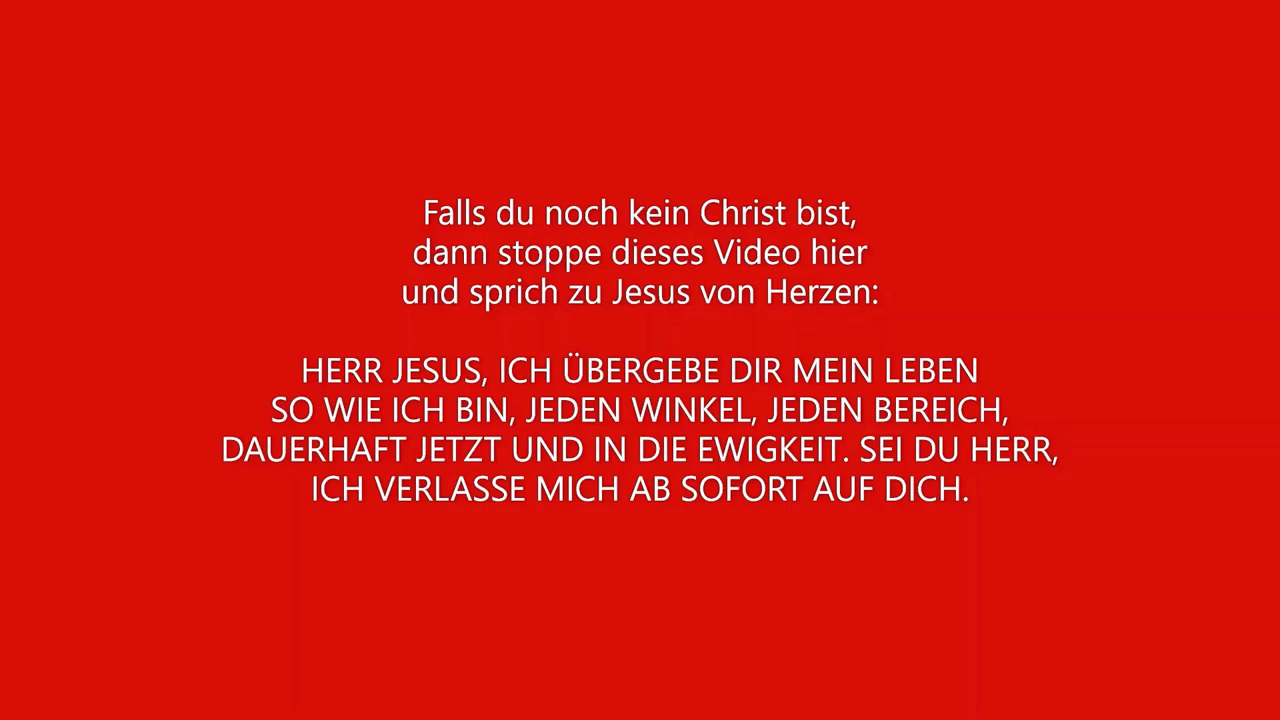 Falls du noch kein Christ bist,
dann stoppe dieses Video hier
und sprich zu Jesus von Herzen:
HERR JESUS, ICH ÜBERGEBE DIR MEIN LEBEN
SO WIE ICH BIN, JEDEN WINKEL, JEDEN BEREICH,
DAUERHAFT JETZT UND IN DIE EWIGKEIT. SEI DU HERR,
ICH VERLASSE MICH AB SOFORT AUF DICH.